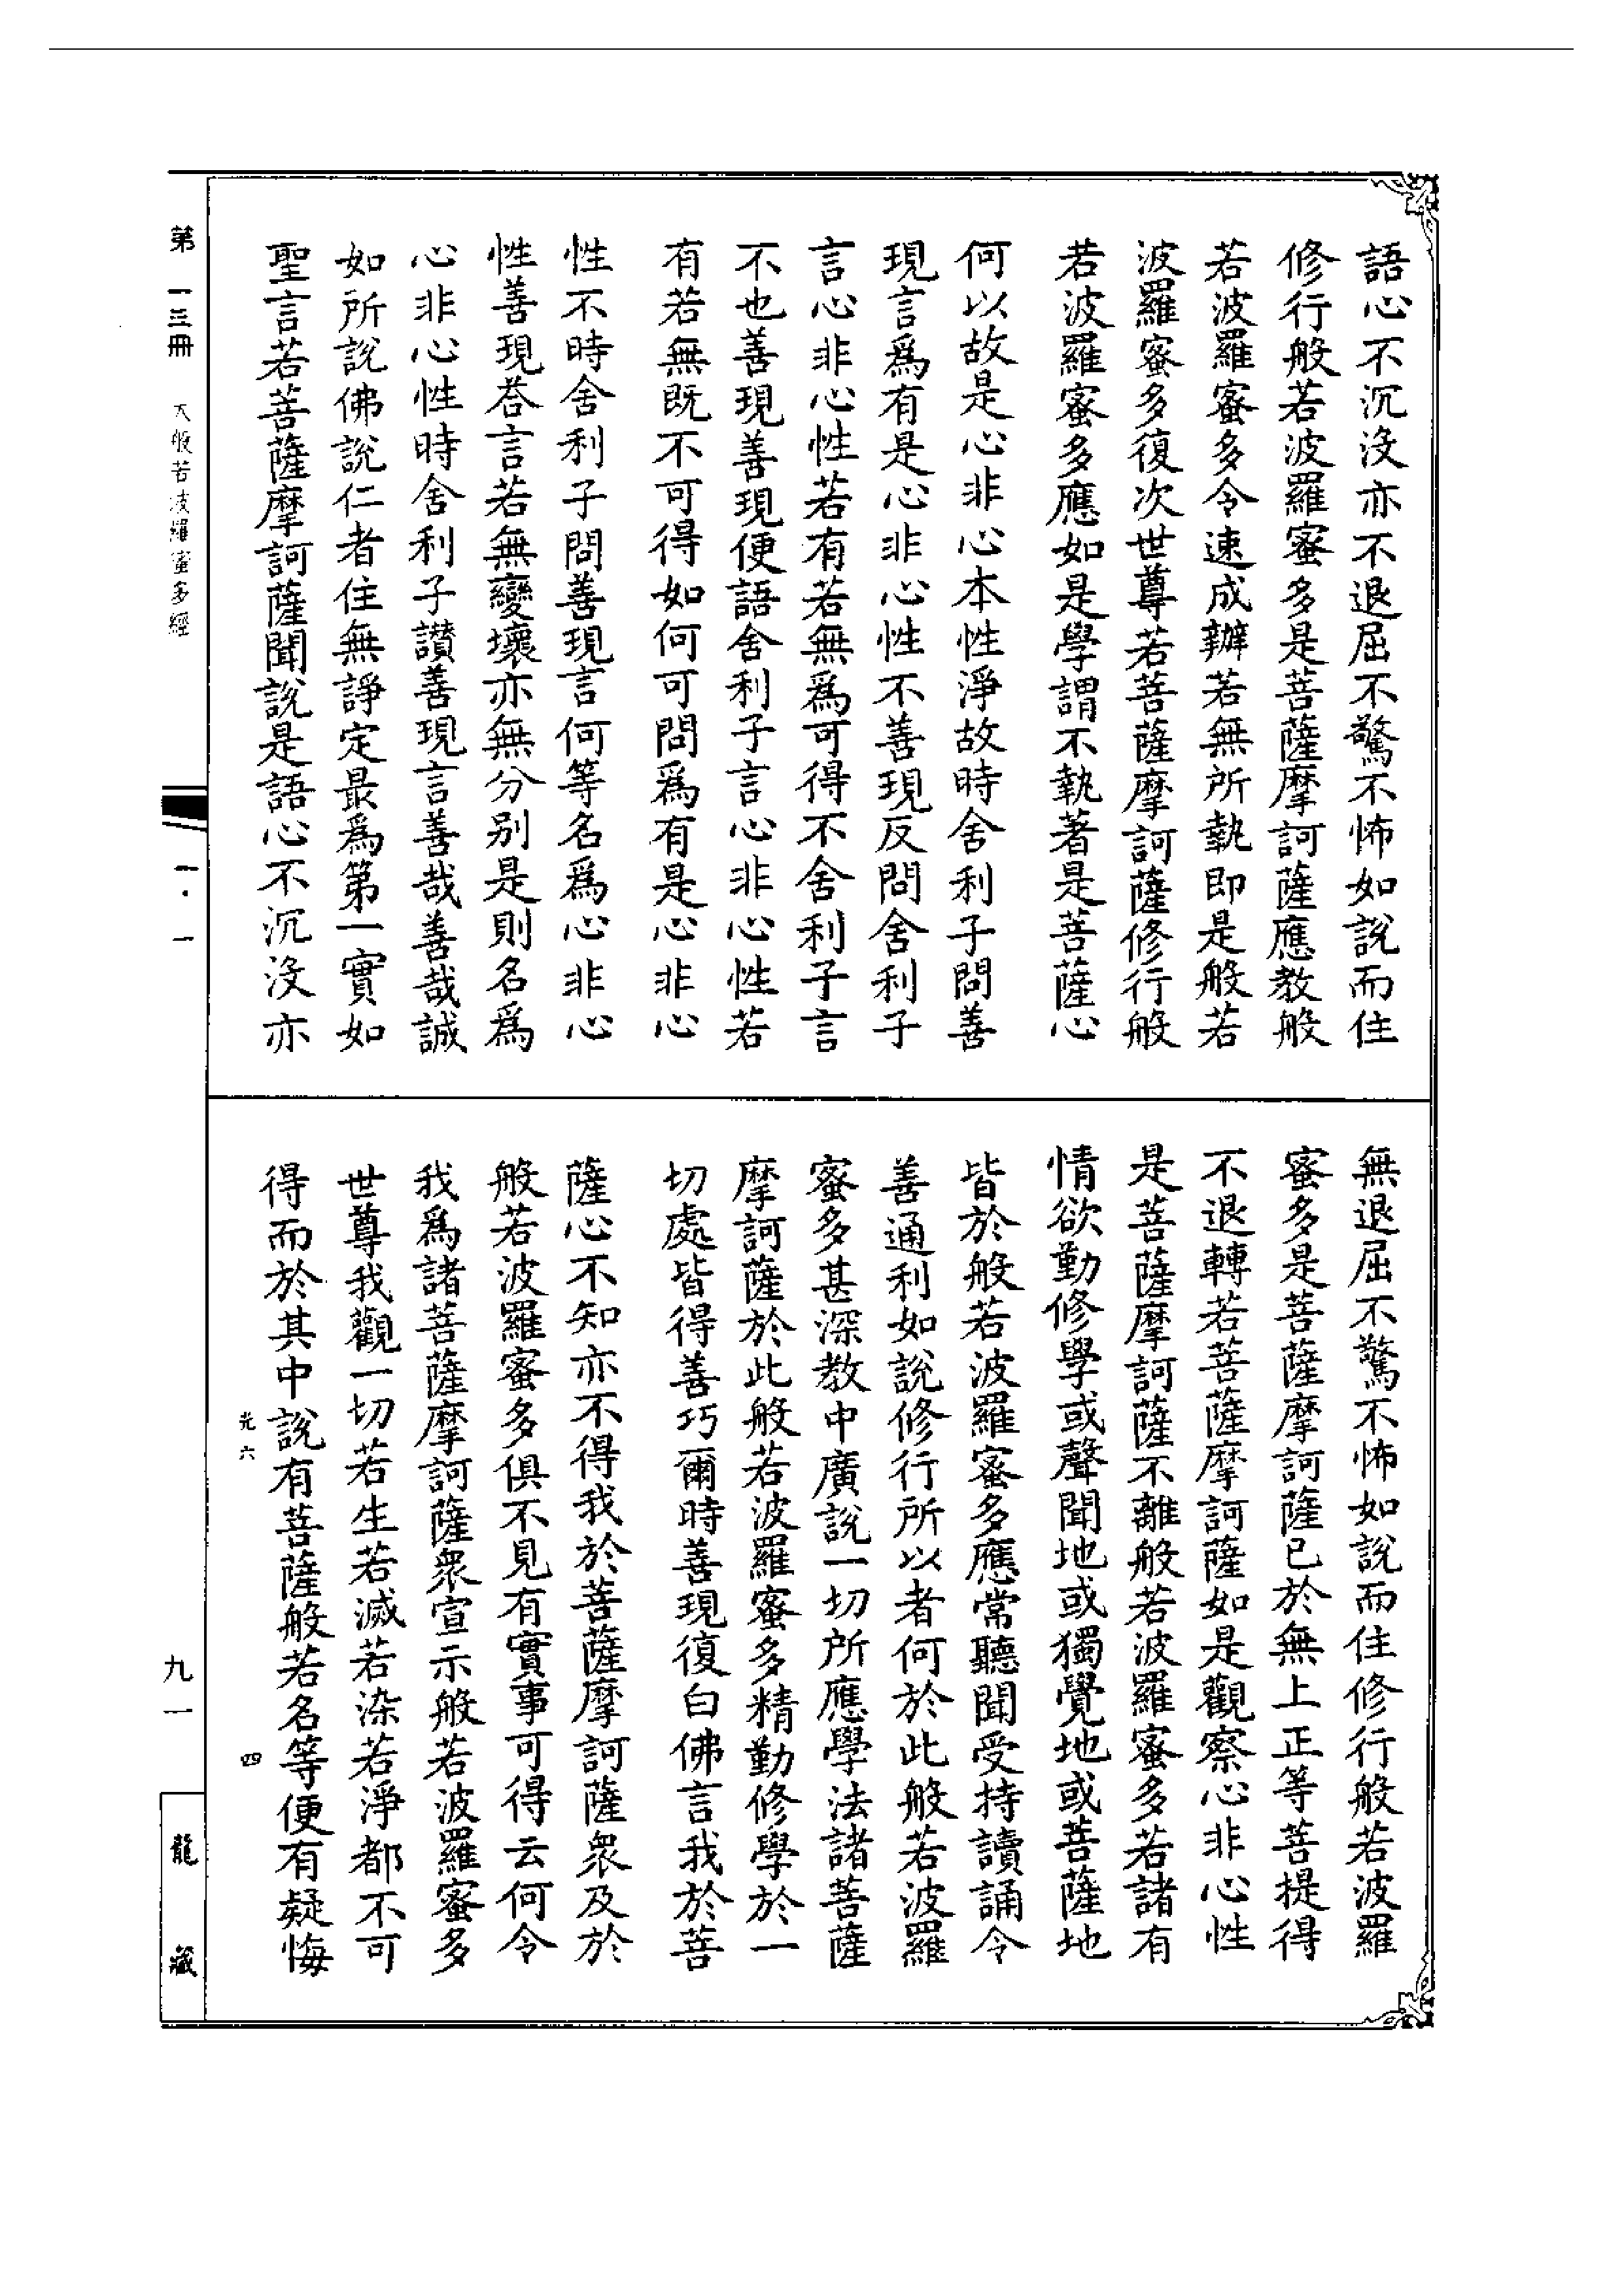 語心不沉沒亦不退屈不驚不怖如說而住
修行般若波羅蜜多是菩薩摩訶薩應教般
若波羅蜜多令速成辦若無所執即是般若
波羅蜜多復次世尊若菩薩摩訶薩修行般
若波羅蜜多應如是學謂不執著是菩薩心
何以故是心非心本性淨故時舍利子問善
現言爲有是心非心性不善現反問舍利子
言心非心性若有若無爲可得不舍利子言
不也善現善現便語舍利子言心非心性若
有若無既不可得如何可問爲有是心非心
性不時舍利子問善現言何等名爲心非心
性善現荅言若無變壞亦無分別是則名爲
心非心性時舍利子讃善現言善哉善哉誠
如所說佛說仁者住無諍定最爲第一實如
聖言若菩薩摩訶薩聞說是語心不沉沒亦
無退屈不驚不怖如說而住修行般若波羅
蜜多是菩薩摩訶薩已於無上正等菩提得
不退轉若菩薩摩訶薩如是觀察心非心性
是菩薩摩訶薩不離般若波羅蜜多若諸有
情欲勤修學或聲聞地或獨覺地或菩薩地
皆於般若波羅蜜多應常聽聞受持讀誦令
善通利如說修行所以者何於此般若波羅
蜜多甚深教中廣說一切所應學法諸菩薩
摩訶薩於此般若波羅蜜多精勤修學於一
切處皆得善巧爾時善現復白佛言我於菩
薩心不知亦不得我於菩薩摩訶薩衆及於
般若波羅蜜多俱不見有實事可得云何令
我爲諸菩薩摩訶薩衆宣示般若波羅蜜多
世尊我觀一切若生若滅若染若淨都不可
得而於其中說有菩薩般若名等便有疑悔
光六 四
第一三冊 大般若波羅蜜多經 一·一 九一 龍藏